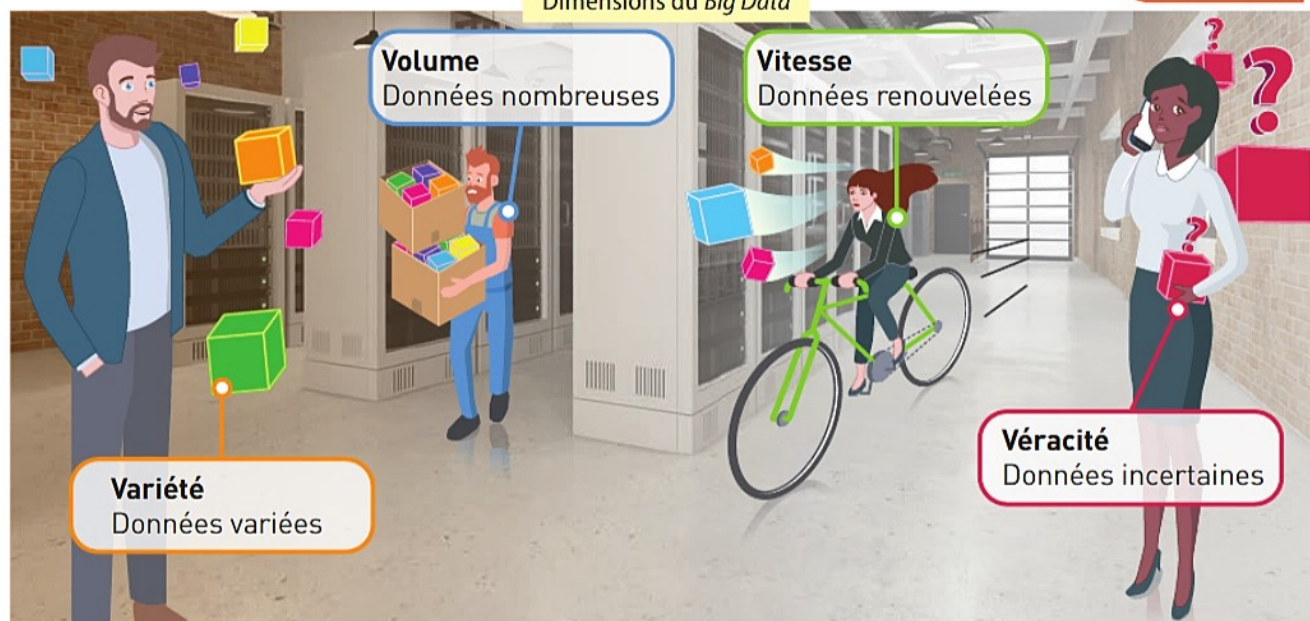 Dimensions du Big Data
Volume
Données nombreuses
Vitesse
Données renouvelées
?
?
?
Variété
Données variées
Véracité
Données incertaines